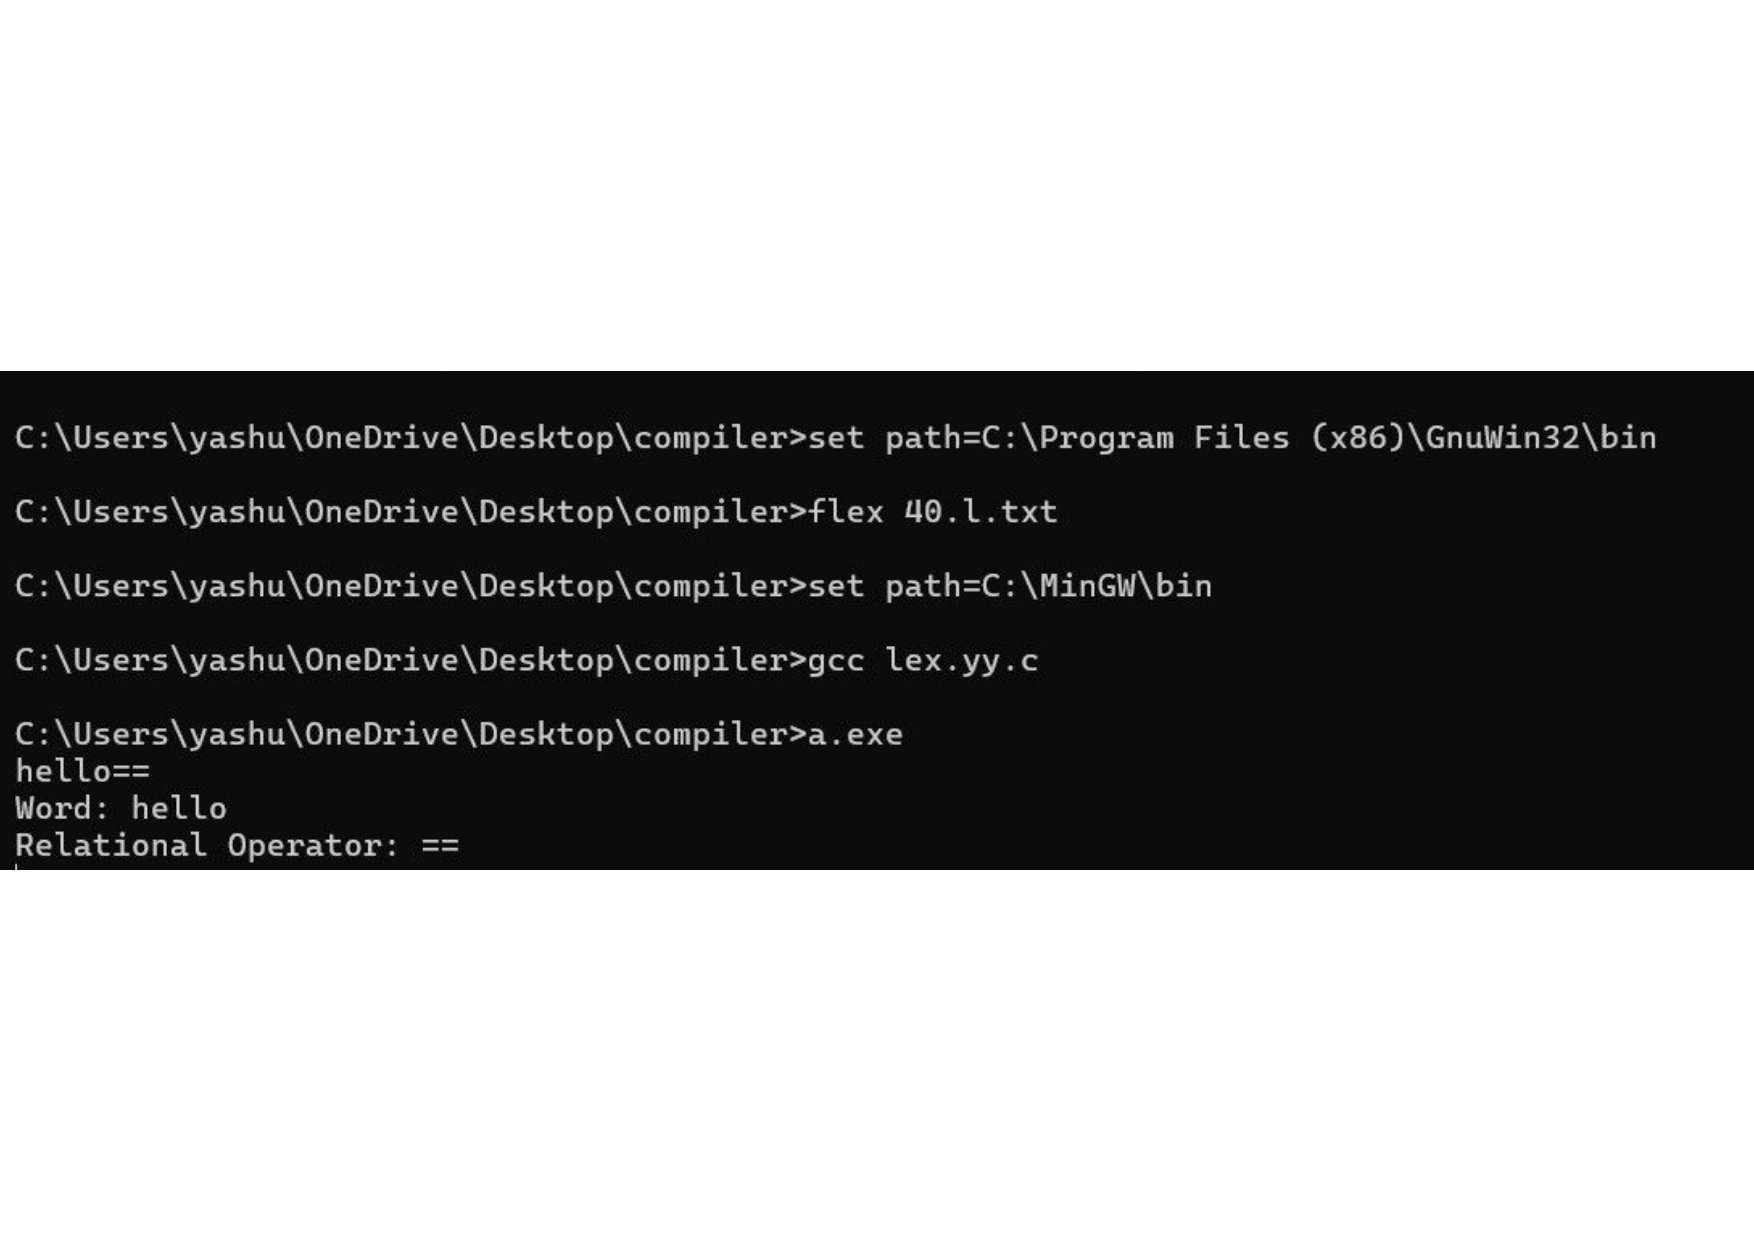 C:\Users\yashu\OneDrive\Desktop\compiler>set path=C:\Program Files (x86)\GnuWin32\bin
C:\Users\yashu\OneDrive\Desktop\compiler>flex 40.l.txt
C:\Users\yashu\OneDrive\Desktop\compiler>set path=C:\MinGW\bin
C:\Users\yashu\OneDrive\Desktop\compiler>gcc lex.yy.c
C:\Users\yashu\OneDrive\Desktop\compiler>a.exe
hello==
Word: hello
Relational Operator: ==